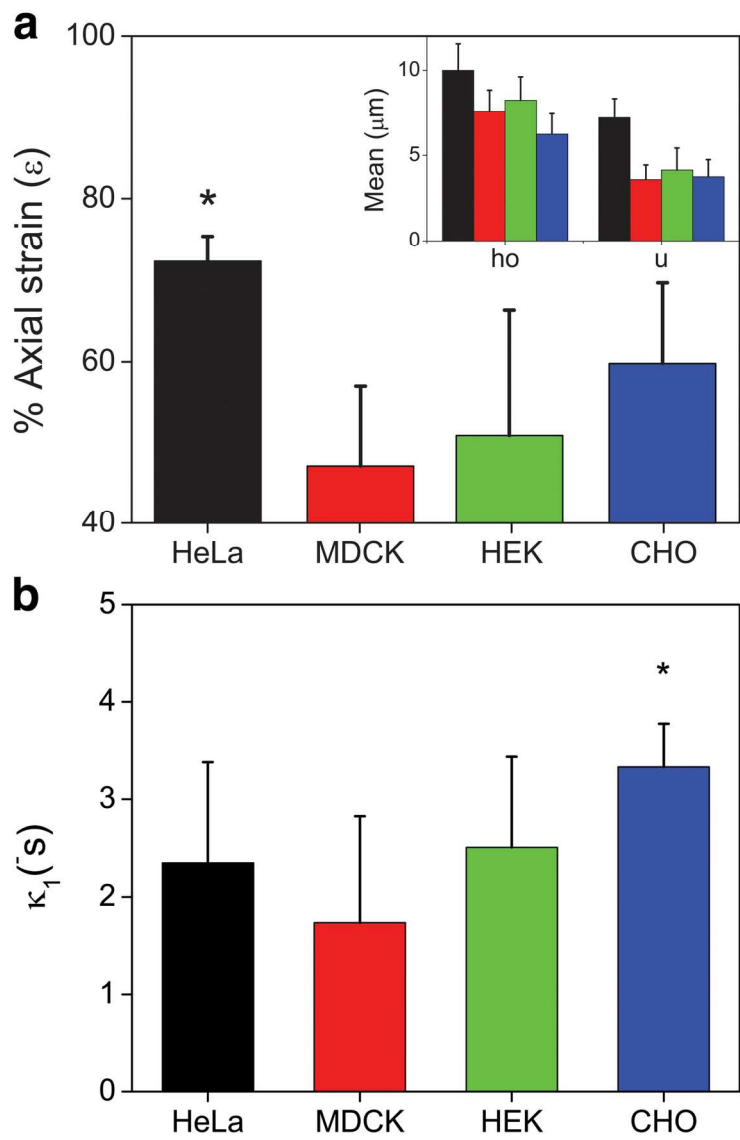 a
100
80
60
40
% Axial strain (ε)
*
10
5
0
Mean (μm)
ho u
HeLa MDCK HEK CHO
b
5
4
3
2
1
0
κ₁(⁻s)
*
HeLa MDCK HEK CHO